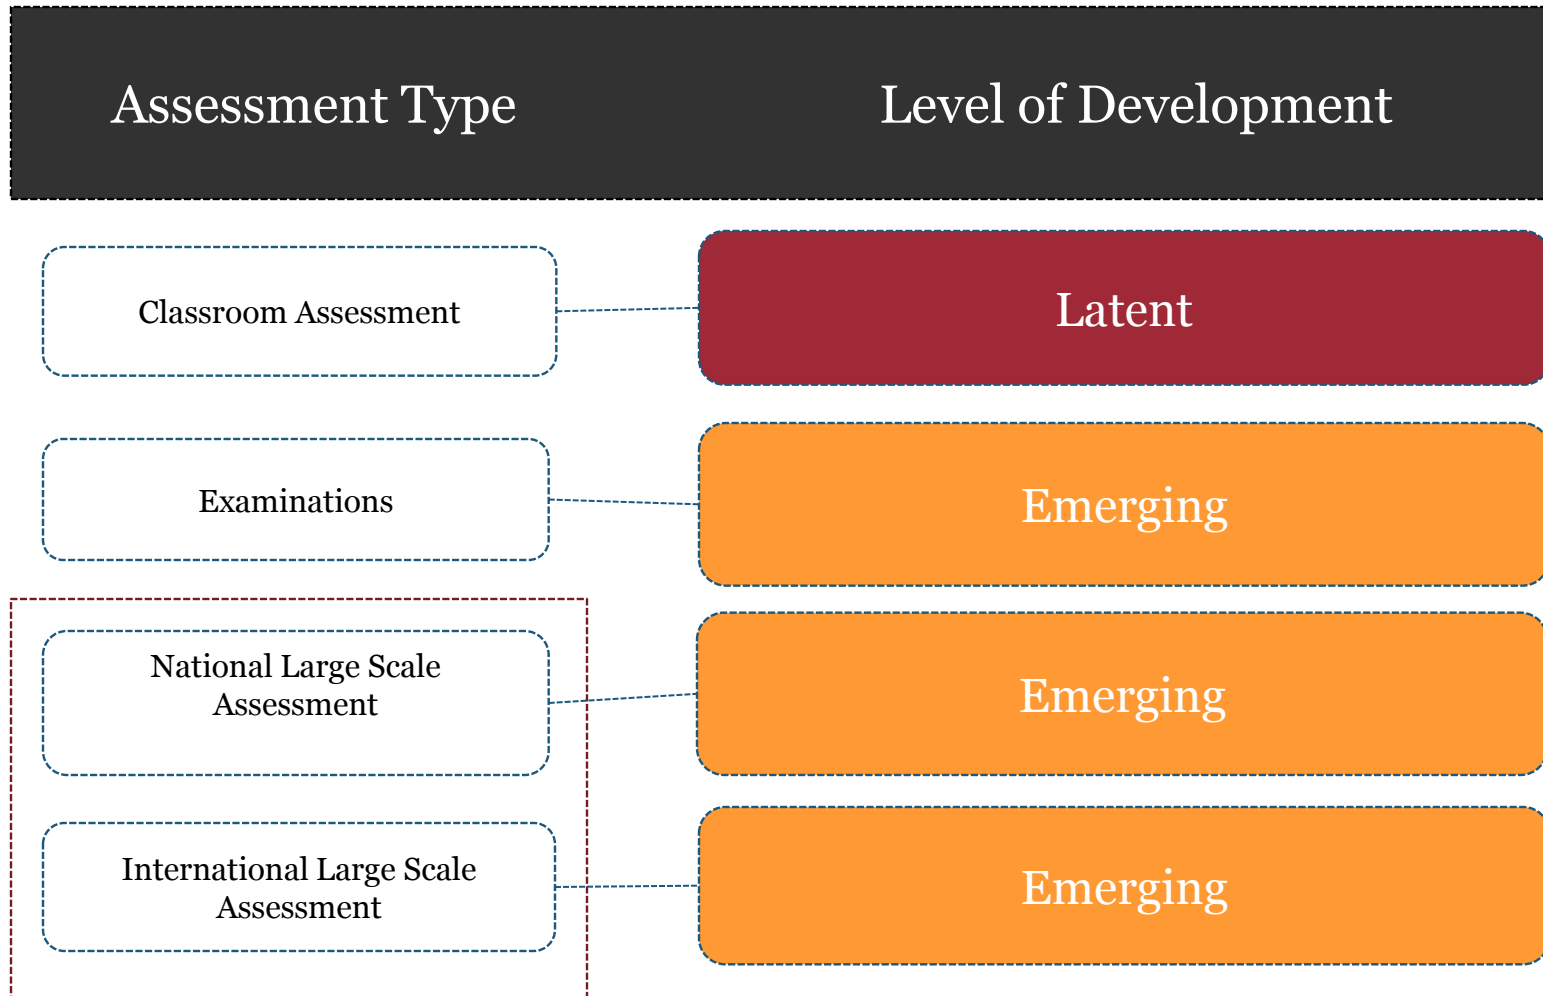 Assessment Type
Level of Development
Classroom Assessment
Latent
Examinations
Emerging
National Large Scale
Assessment
Emerging
International Large Scale
Assessment
Emerging